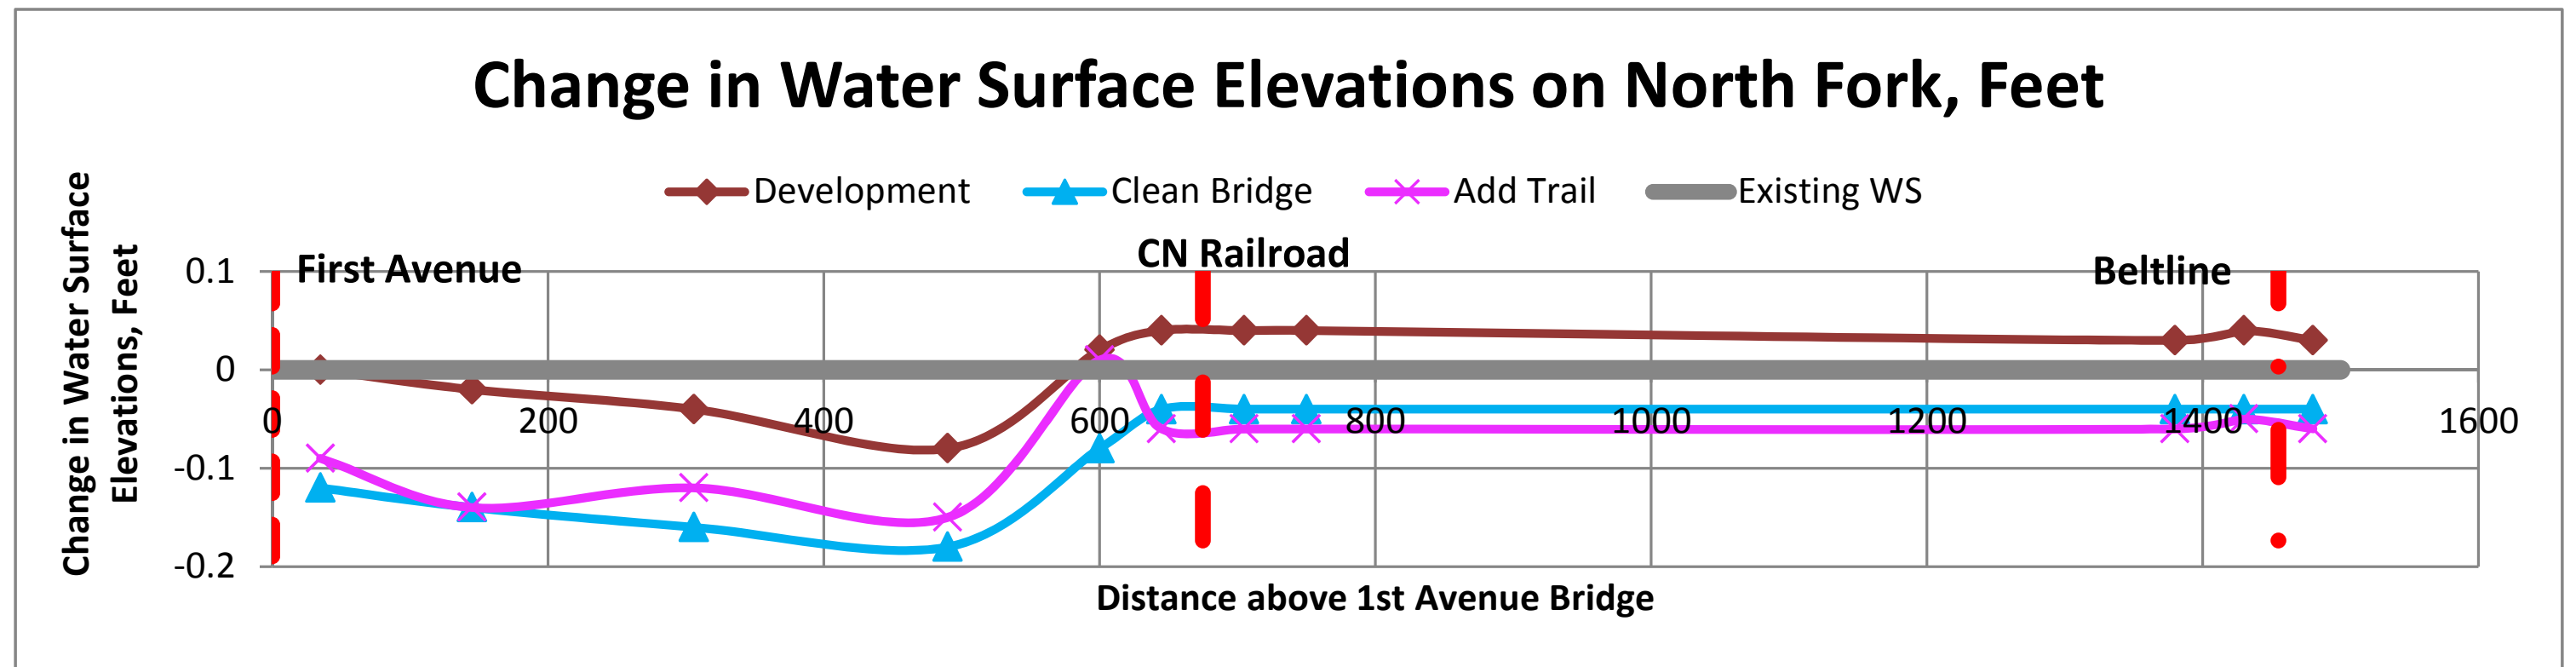 Change in Water Surface Elevations on North Fork, Feet
Development Clean Bridge Add Trail Existing WS
Change in Water Surface
Elevations, Feet
First Avenue CN Railroad Beltline
0.1
0
-0.1
-0.2
0 200 400 600 800 1000 1200 1400 1600
Distance above 1st Avenue Bridge